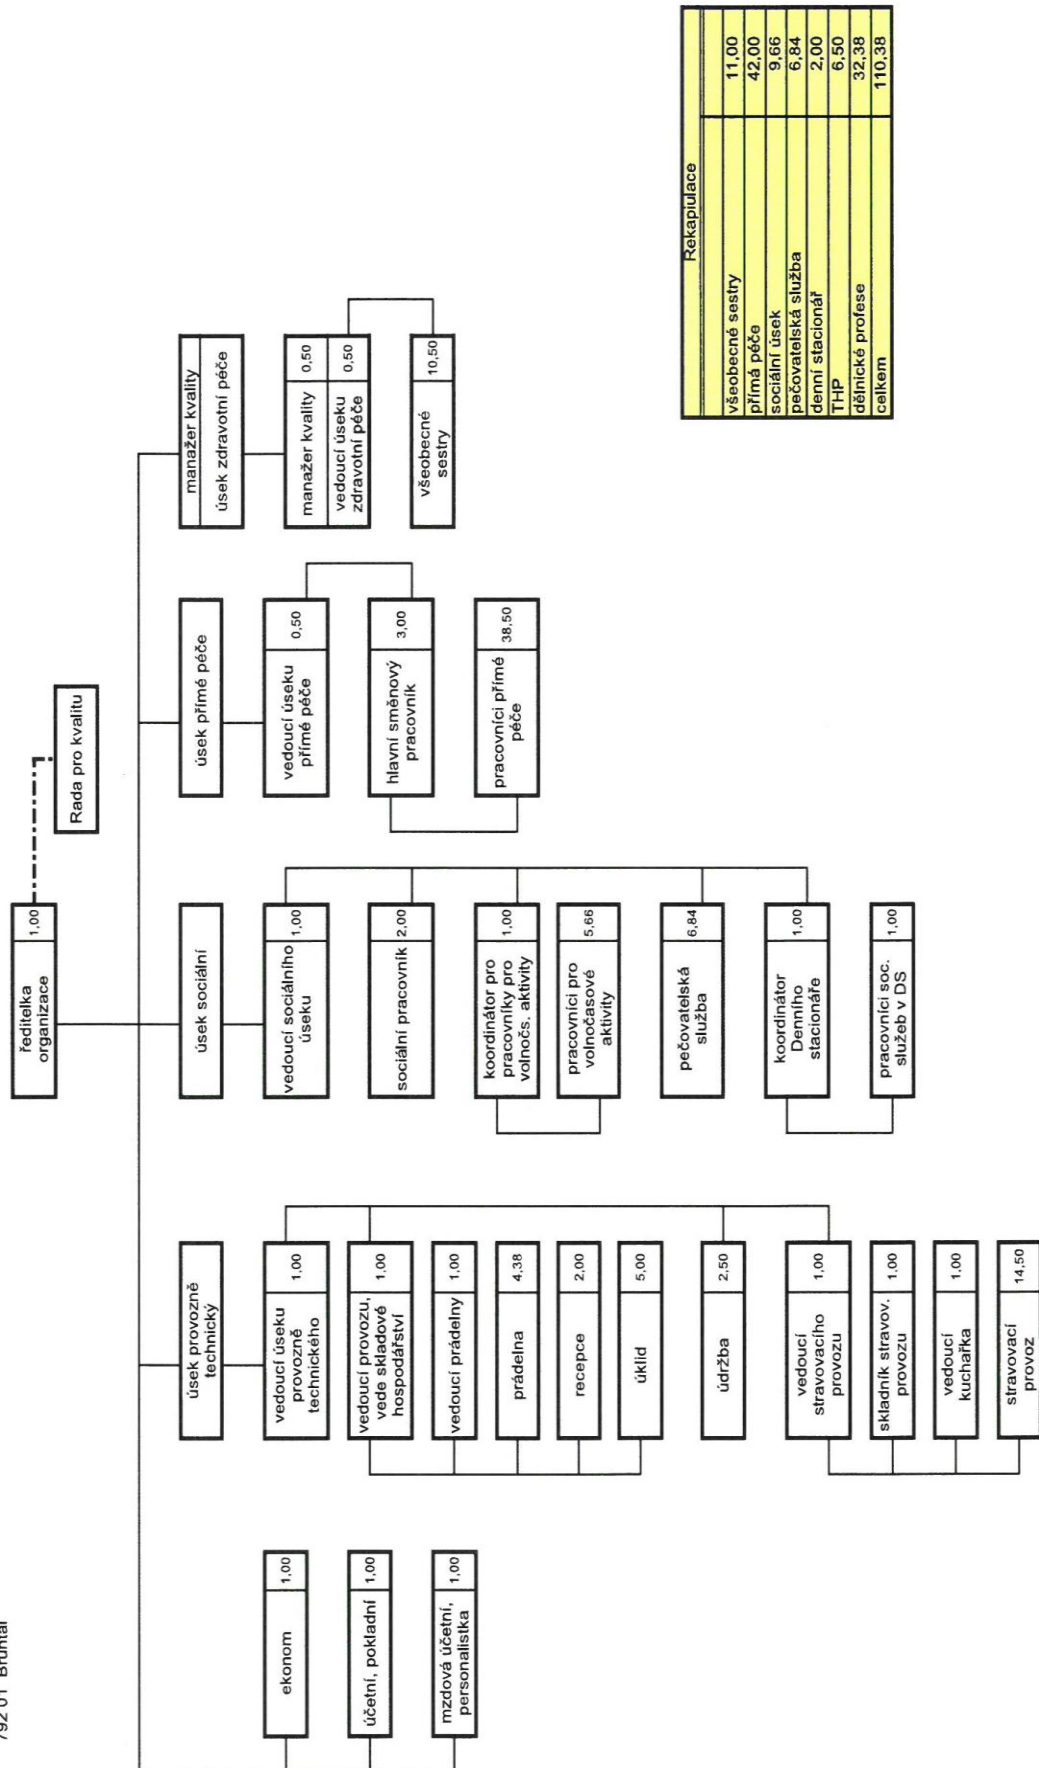 792 01 Bruntál
ředitelka
organizace
1,00
Rada pro kvalitu
ekonom
1,00
účetní, pokladní
1,00
mzdová účetní,
personalistka
1,00
úsek provozně
technický
vedoucí úseku
provozně
technického
1,00
vedoucí provozu,
vede skladové
hospodářství
1,00
vedoucí prádelny
1,00
prádelna
4,38
recepce
2,00
úklid
5,00
údržba
2,50
vedoucí
stravovacího
provozu
1,00
skladník stravov.
provozu
1,00
vedoucí
kuchařka
1,00
stravovací
provoz
14,50
úsek sociální
vedoucí sociálního
úseku
1,00
sociální pracovník
2,00
koordinátor pro
pracovníky pro
volnočs. aktivity
1,00
pracovníci pro
volnočasové
aktivity
5,66
pečovatelská
služba
6,84
koordinátor
Denního
stacionáře
1,00
pracovníci soc.
služeb v DS
1,00
úsek přímé péče
vedoucí úseku
přímé péče
0,50
hlavní směnový
pracovník
3,00
pracovníci přímé
péče
38,50
manažer kvality
úsek zdravotní péče
manažer kvality
0,50
vedoucí úseku
zdravotní péče
0,50
všeobecné
sestry
10,50
Rekapiulace
všeobecné sestry 11,00
přímá péče 42,00
sociální úsek 9,66
pečovatelská služba 6,84
denní stacionář 2,00
THP 6,50
dělnické profese 32,38
celkem 110,38